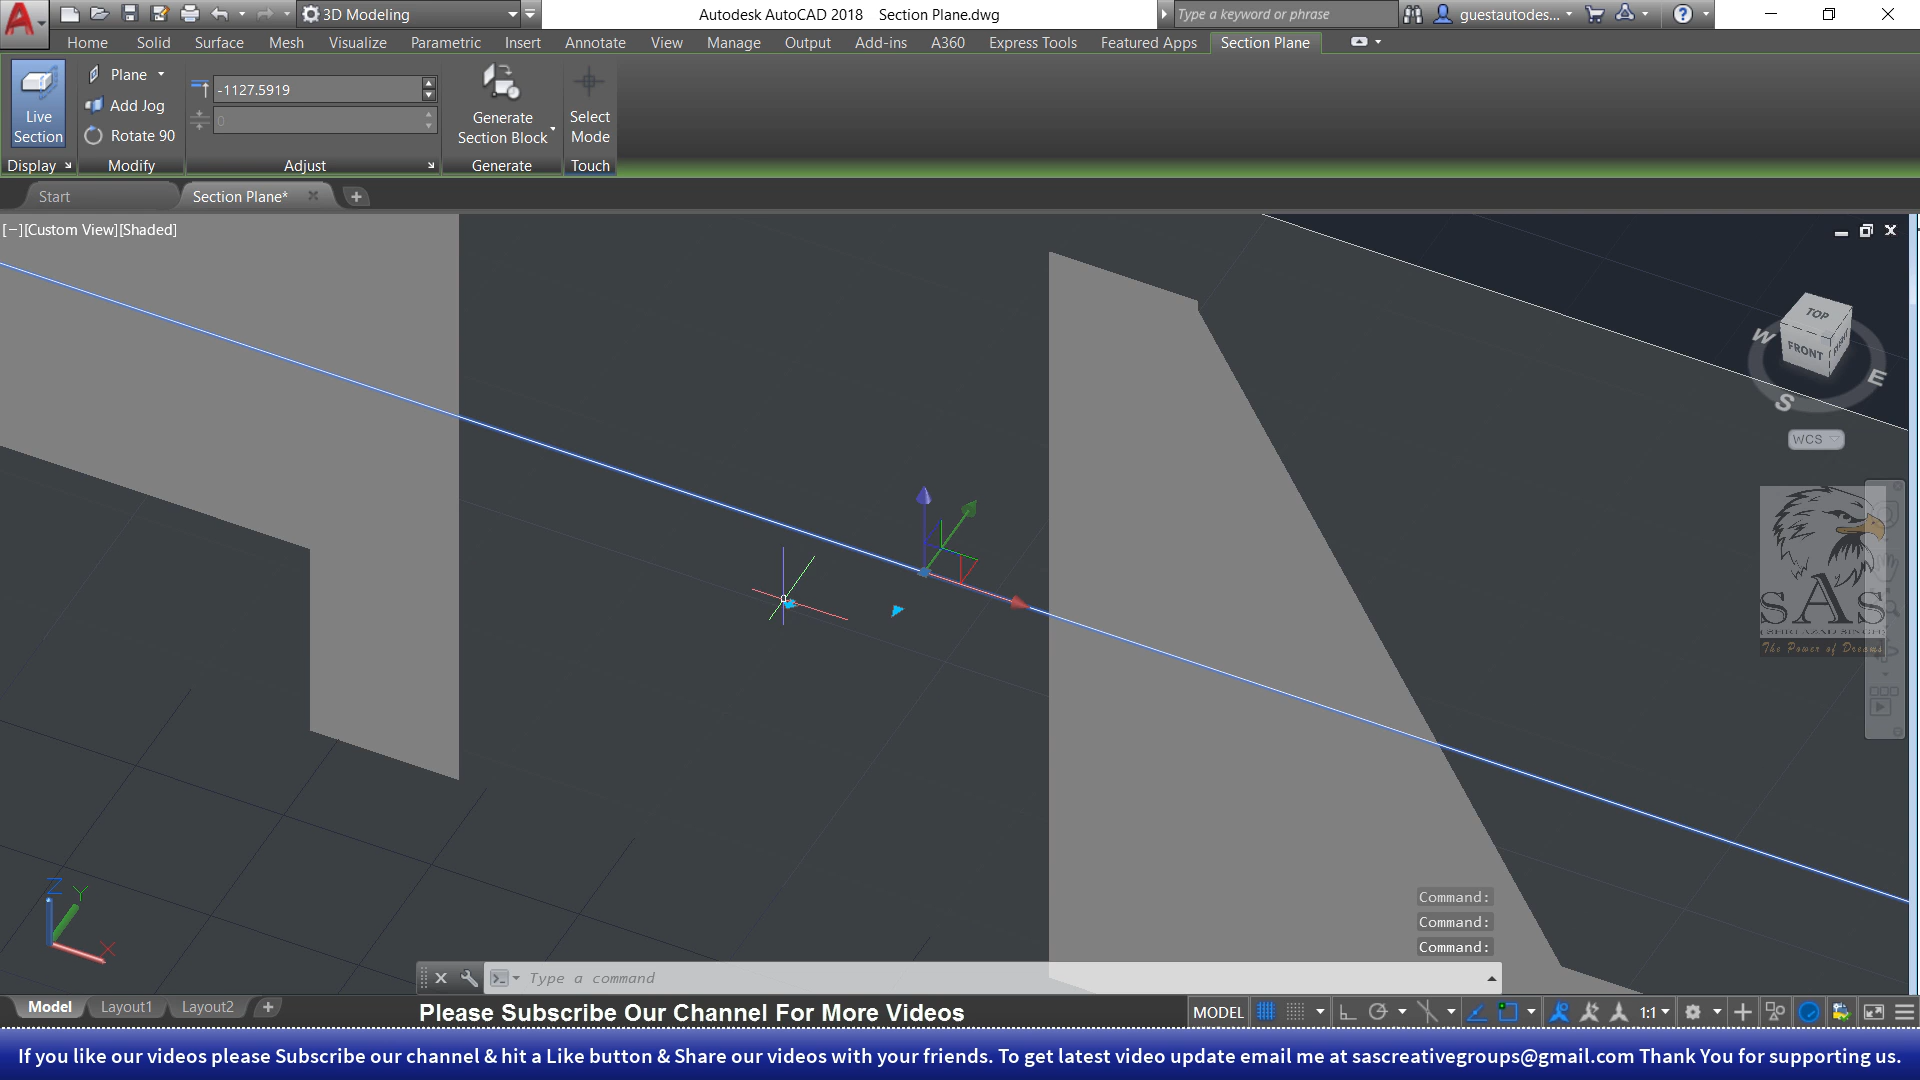 3D Modeling
Autodesk AutoCAD 2018 Section Plane.dwg
Type a keyword or phrase
guestautodes...
Home Solid Surface Mesh Visualize Parametric Insert Annotate View Manage Output Add-ins A360 Express Tools Featured Apps Section Plane
Live Section
Plane
Add Jog
Rotate 90
-1127.5919
0
Generate Section Block
Select Mode
Display Modify Adjust Generate Touch
Start Section Plane*
[−][Custom View][Shaded]
TOP
FRONT
W
S
E
WCS
SAS
The Power of Dreams
Z
Y
X
Command:
Command:
Command:
Type a command
Model Layout1 Layout2
Please Subscribe Our Channel For More Videos
MODEL
1:1
If you like our videos please Subscribe our channel & hit a Like button & Share our videos with your friends. To get latest video update email me at sascreativegroups@gmail.com Thank You for supporting us.